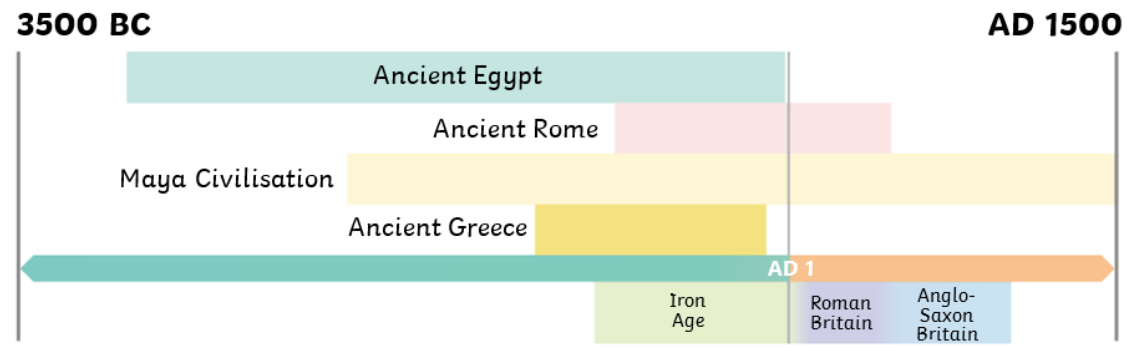 3500 BC
AD 1500
Ancient Egypt
Ancient Rome
Maya Civilisation
Ancient Greece
AD 1
Iron
Age
Roman
Britain
Anglo-
Saxon
Britain